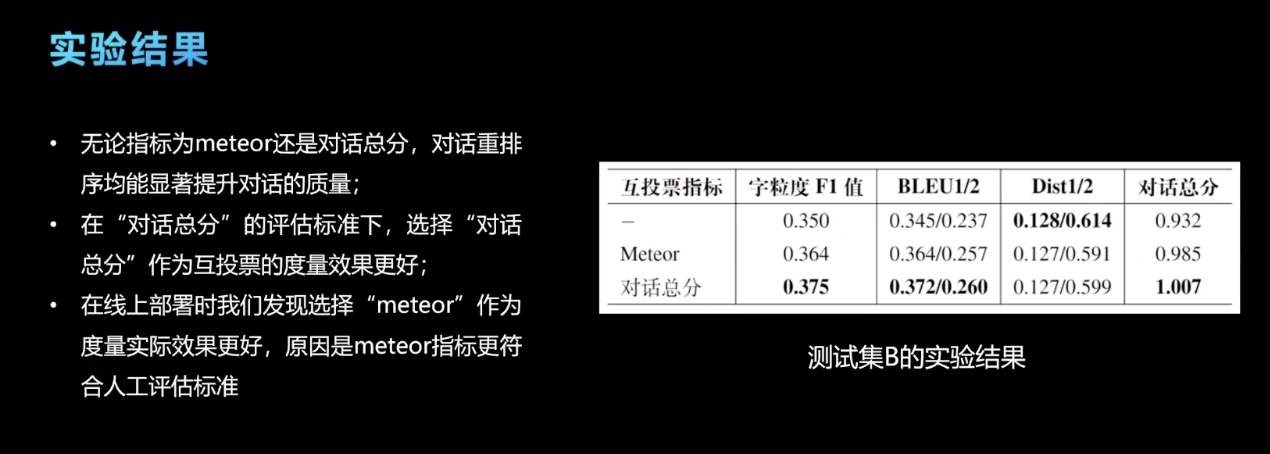 实验结果
• 无论指标为meteor还是对话总分，对话重排
序均能显著提升对话的质量；
• 在“对话总分”的评估标准下，选择“对话
总分”作为互投票的度量效果更好；
• 在线上部署时我们发现选择“meteor”作为
度量实际效果更好，原因是meteor指标更符
合人工评估标准
互投票指标 字粒度 F1 值 BLEU1/2 Dist1/2 对话总分
– 0.350 0.345/0.237 0.128/0.614 0.932
Meteor 0.364 0.364/0.257 0.127/0.591 0.985
对话总分 0.375 0.372/0.260 0.127/0.599 1.007
测试集B的实验结果